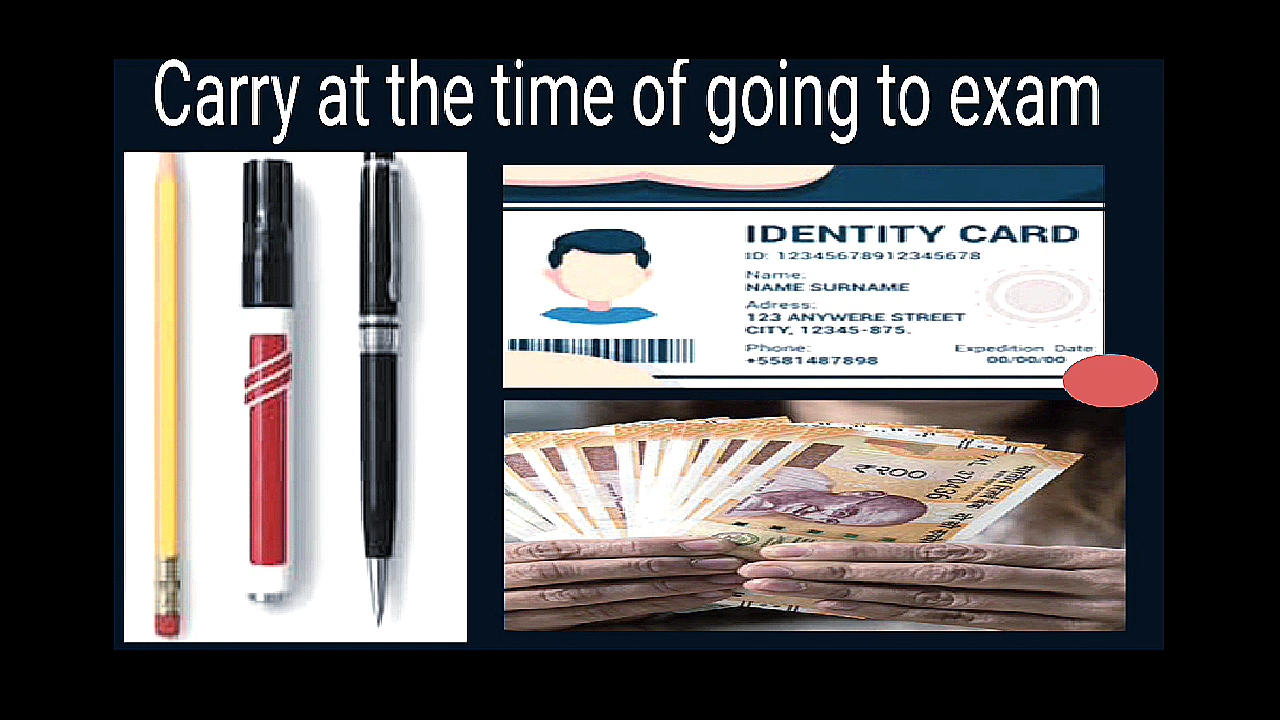 Carry at the time of going to exam
IDENTITY CARD
ID: 12345678912345678
Name:
NAME SURNAME
Adress:
123 ANYWERE STREET
CITY, 12345-875.
Phone:
+5581487898
Expedition Date:
00/00/00